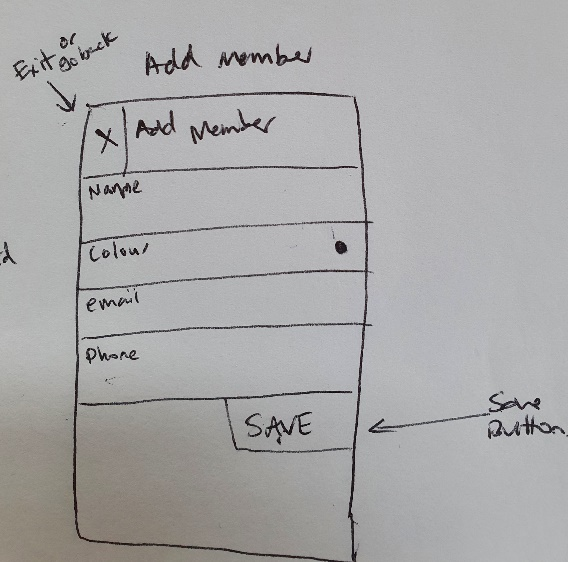 Exit or
go back
Add Member
X Add Member
Name
Colour
email
Phone
SAVE
Save
Button